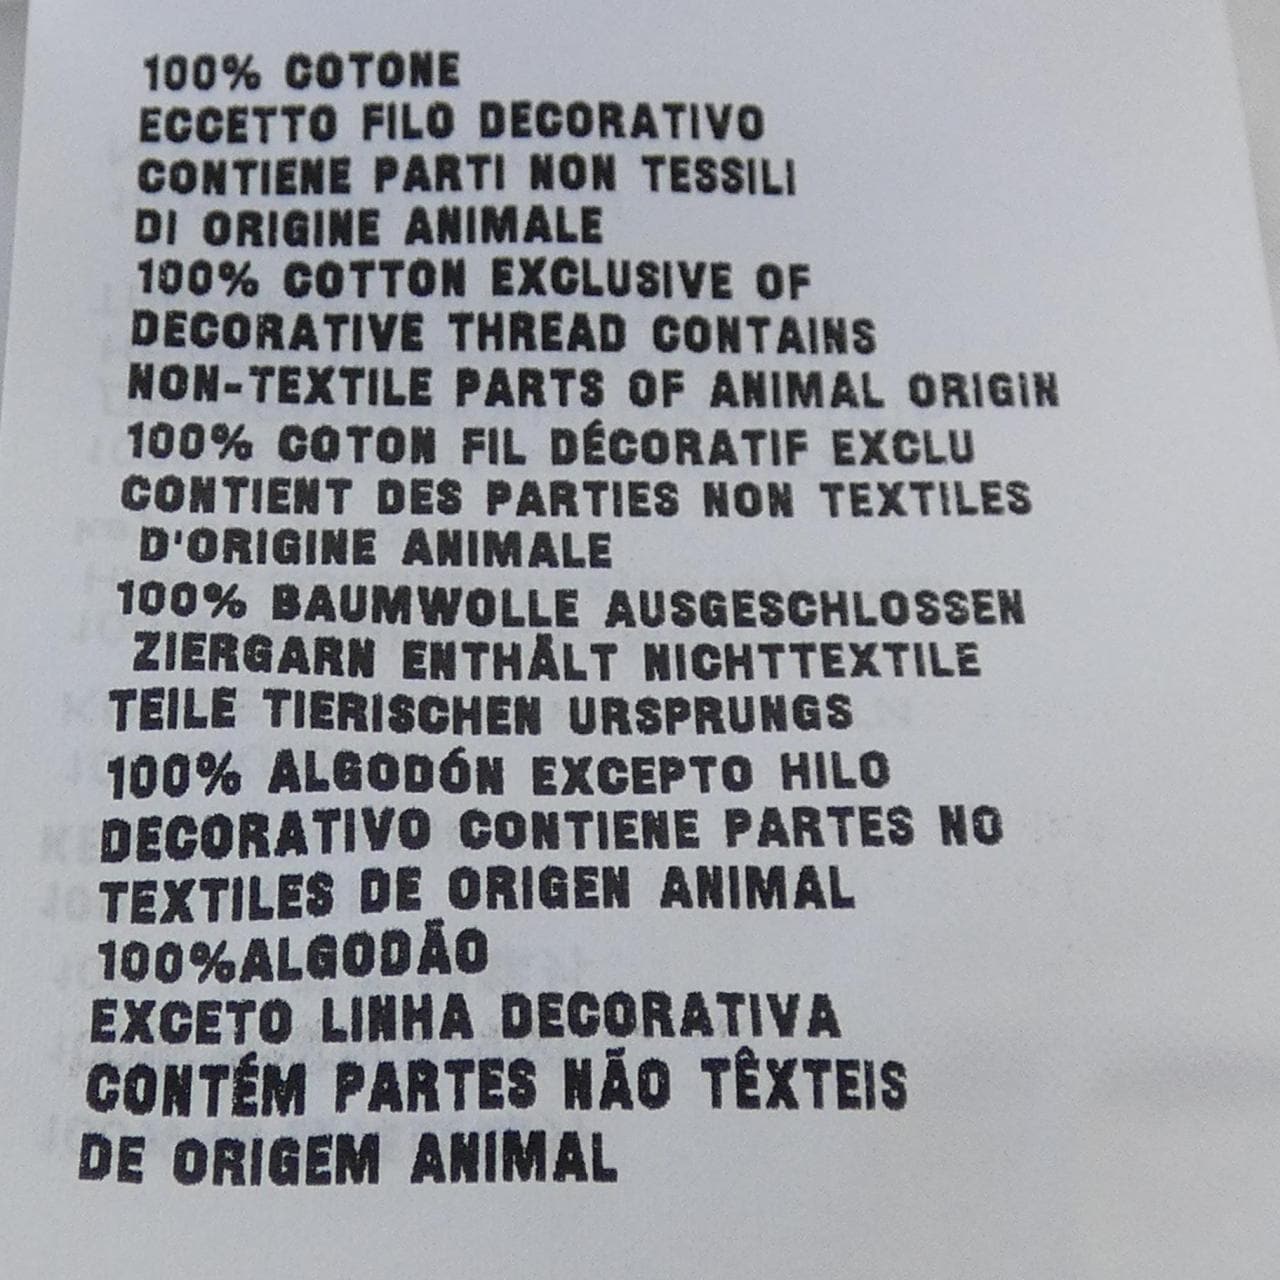 100% COTONE
ECCETTO FILO DECORATIVO
CONTIENE PARTI NON TESSILI
DI ORIGINE ANIMALE
100% COTTON EXCLUSIVE OF
DECORATIVE THREAD CONTAINS
NON-TEXTILE PARTS OF ANIMAL ORIGIN
100% COTON FIL DÉCORATIF EXCLU
CONTIENT DES PARTIES NON TEXTILES
D'ORIGINE ANIMALE
100% BAUMWOLLE AUSGESCHLOSSEN
ZIERGARN ENTHÄLT NICHTTEXTILE
TEILE TIERISCHEN URSPRUNGS
100% ALGODÓN EXCEPTO HILO
DECORATIVO CONTIENE PARTES NO
TEXTILES DE ORIGEN ANIMAL
100%ALGODÃO
EXCETO LINHA DECORATIVA
CONTÉM PARTES NÃO TÊXTEIS
DE ORIGEM ANIMAL